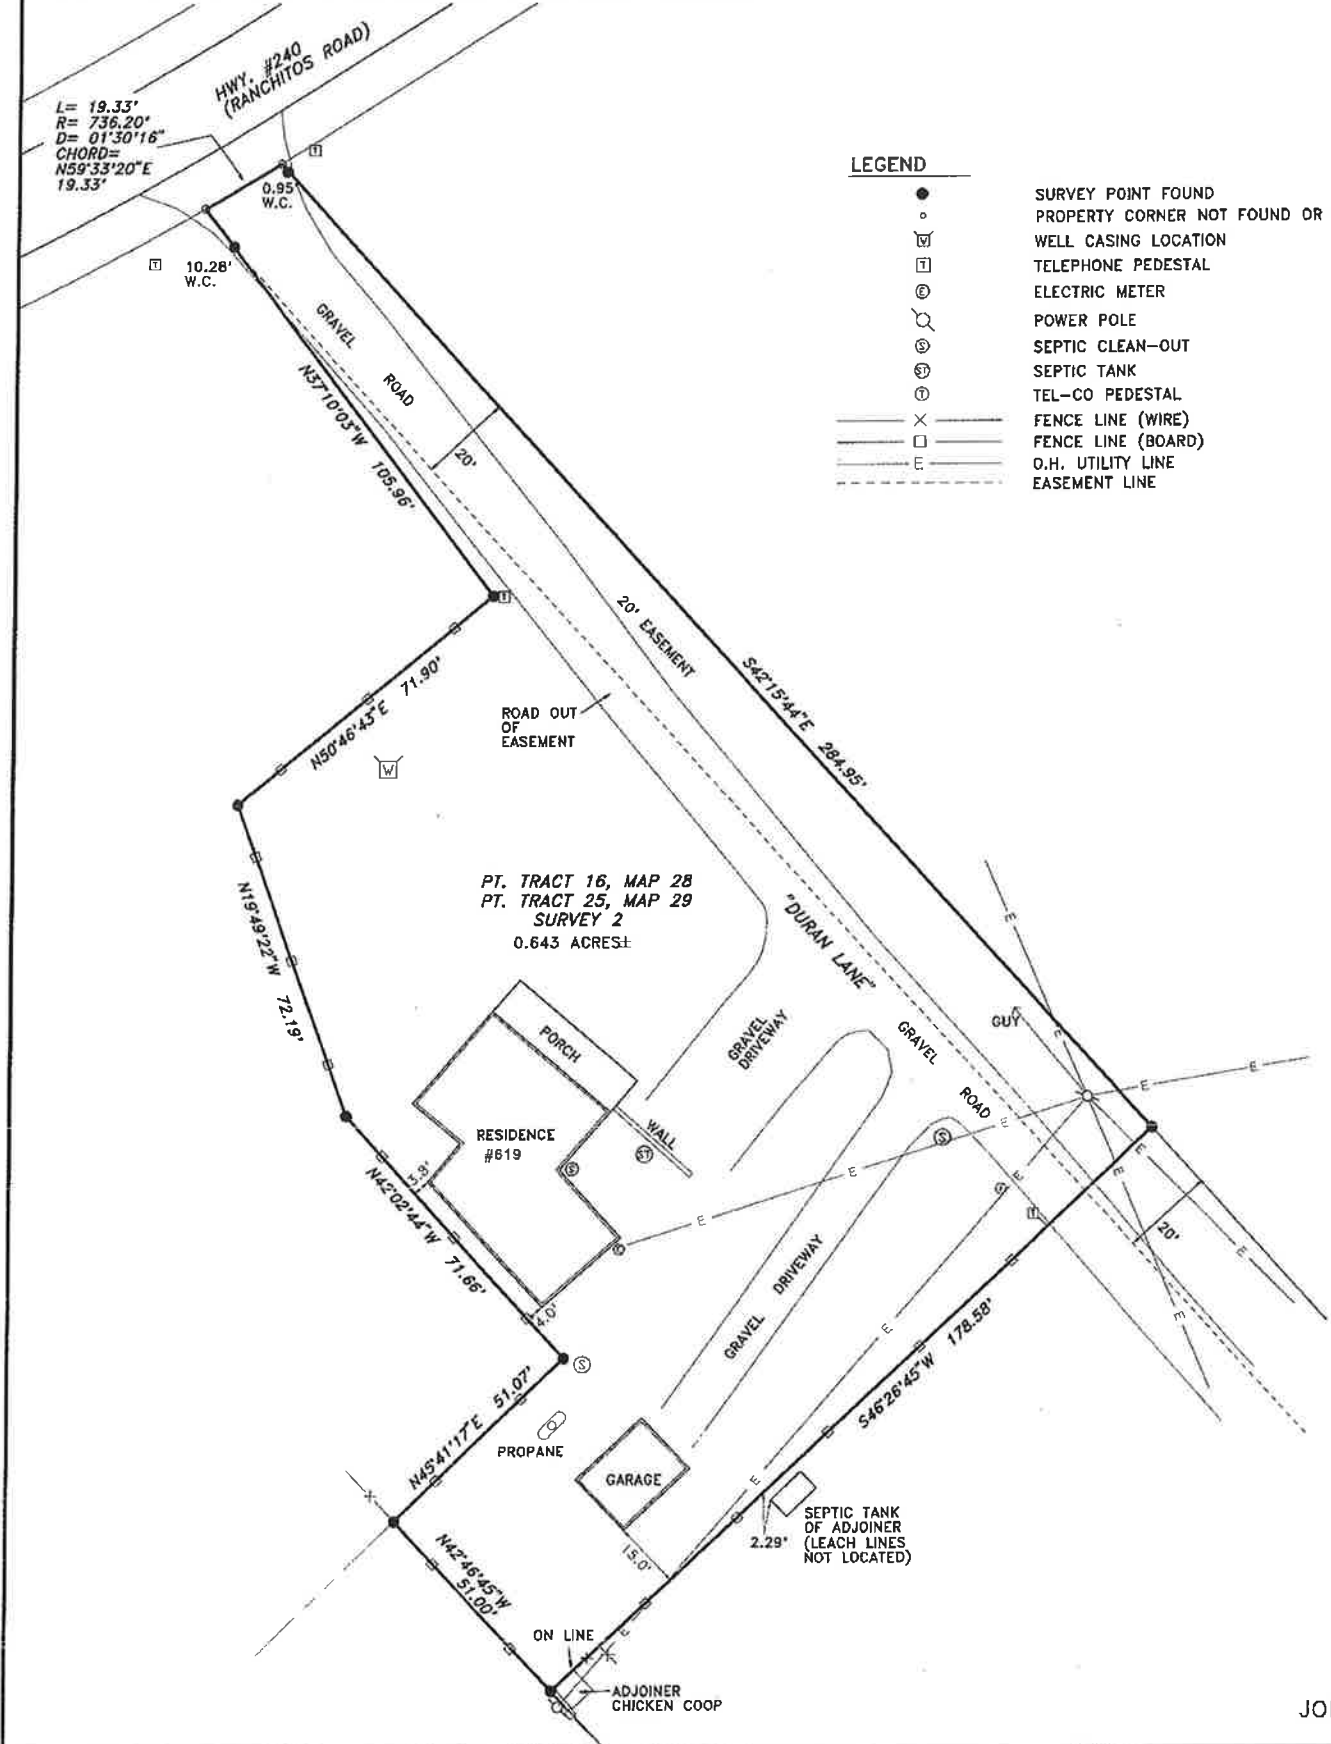 HWY. #240
(RANCHITOS ROAD)
L= 19.33'
R= 736.20'
D= 01°30'16"
CHORD=
N59°33'20"E
19.33'
0.95'
W.C.
T
T
10.28'
W.C.
LEGEND
SURVEY POINT FOUND
PROPERTY CORNER NOT FOUND OR
W WELL CASING LOCATION
T TELEPHONE PEDESTAL
E ELECTRIC METER
POWER POLE
S SEPTIC CLEAN-OUT
ST SEPTIC TANK
T TEL-CO PEDESTAL
X FENCE LINE (WIRE)
FENCE LINE (BOARD)
E O.H. UTILITY LINE
EASEMENT LINE
GRAVEL
ROAD
N37°10'03"W 105.96'
20'
T
20' EASEMENT
S42°15'44"E 284.95'
N50°46'43"E 71.90'
ROAD OUT
OF
EASEMENT
W
PT. TRACT 16, MAP 28
PT. TRACT 25, MAP 29
SURVEY 2
0.643 ACRES±
N19°49'22"W 72.19'
"DURAN LANE"
E
GUY
E
GRAVEL
ROAD
GRAVEL
DRIVEWAY
PORCH
E
E
RESIDENCE
#619
WALL
ST
S
S
E
E
E
E
E
T
E
20'
E
E
N42°02'44"W 71.66'
4.0'
S
GRAVEL DRIVEWAY
E
S46°26'45"W 178.58'
N45°41'17"E 51.07'
PROPANE
GARAGE
E
SEPTIC TANK
OF ADJOINER
(LEACH LINES
NOT LOCATED)
2.29'
15.0'
X
N42°46'45"W
51.00'
E
ON LINE
ADJOINER
CHICKEN COOP